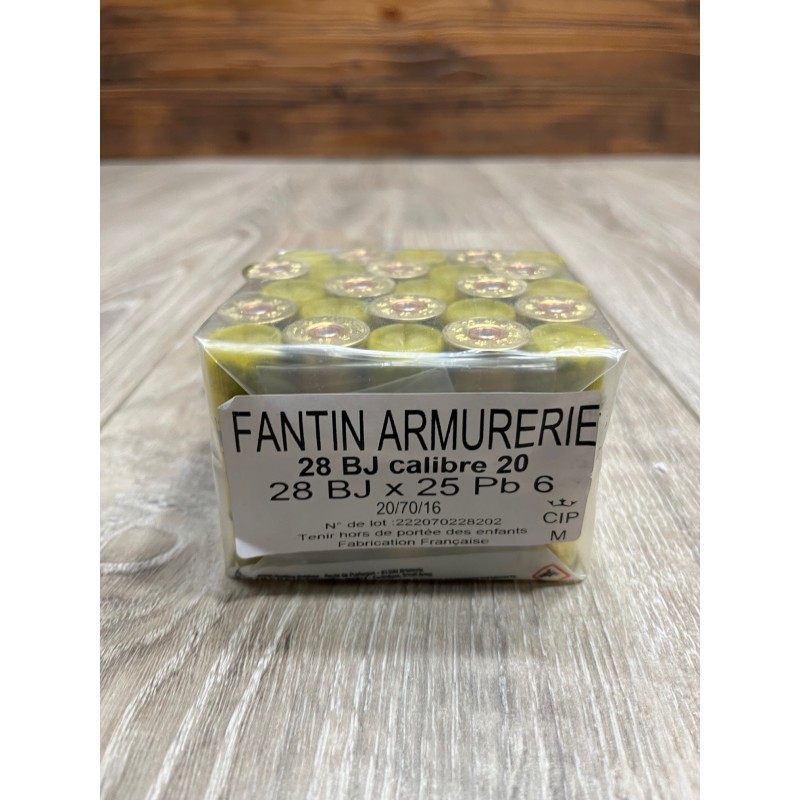 FANTIN ARMURERIE
28 BJ calibre 20
28 BJ x 25 Pb 6
20/70/16
N° de lot :222070228202
Tenir hors de portée des enfants
Fabrication Française
CIP
M